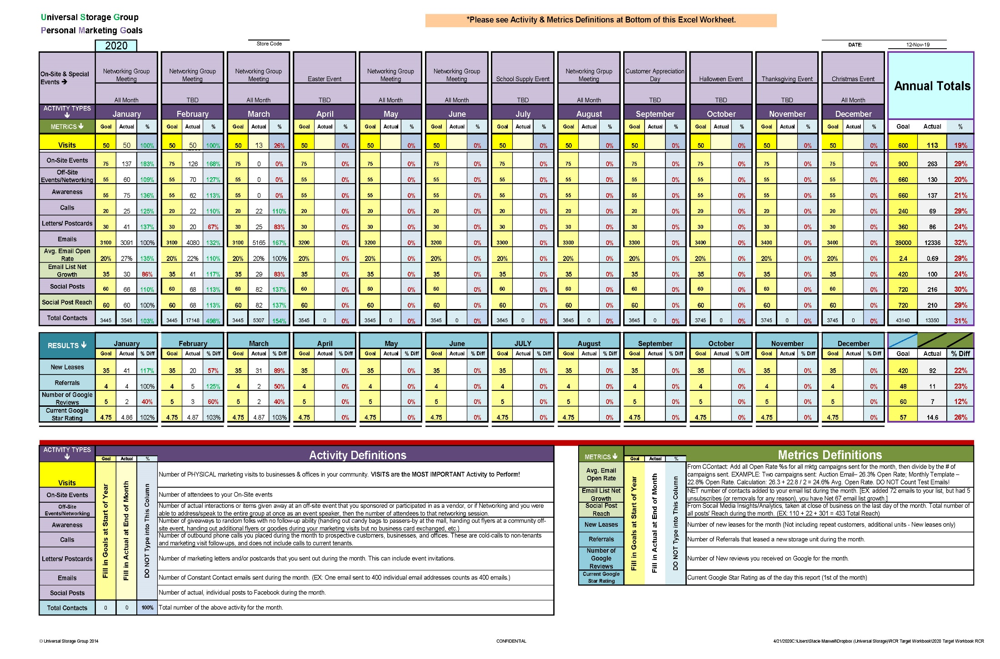 Universal Storage Group
*Please see Activity & Metrics Definitions at Bottom of this Excel Workheet.
Personal Marketing Goals
2020 Store Code DATE: 12-Nov-19
On-Site & Special Events → Networking Group Meeting Networking Group Meeting Networking Group Meeting Easter Event Networking Group Meeting Networking Group Meeting School Supply Event Networking Grpup Meeting Customer Appreciation Day Halloween Event Thanksgiving Event Christmas Event Annual Totals
All Month TBD All Month TBD All Month All Month TBD All Month TBD TBD TBD All Month
ACTIVITY TYPES ↓ January February March April May June July August September October November December
METRICS ↓ Goal Actual % Goal Actual % Goal Actual % Goal Actual % Goal Actual % Goal Actual % Goal Actual % Goal Actual % Goal Actual % Goal Actual % Goal Actual % Goal Actual % Goal Actual %
Visits 50 50 100% 50 50 100% 50 13 26% 50 0% 50 0% 50 0% 50 0% 50 0% 50 0% 50 0% 50 0% 50 0% 600 113 19%
On-Site Events 75 137 183% 75 126 168% 75 0 0% 75 0% 75 0% 75 0% 75 0% 75 0% 75 0% 75 0% 75 0% 75 0% 900 263 29%
Off-Site Events/Networking 55 60 109% 55 70 127% 55 0 0% 55 0% 55 0% 55 0% 55 0% 55 0% 55 0% 55 0% 55 0% 55 0% 660 130 20%
Awareness 55 75 136% 55 62 113% 55 0 0% 55 0% 55 0% 55 0% 55 0% 55 0% 55 0% 55 0% 55 0% 55 0% 660 137 21%
Calls 20 25 125% 20 22 110% 20 22 110% 20 0% 20 0% 20 0% 20 0% 20 0% 20 0% 20 0% 20 0% 20 0% 240 69 29%
Letters/ Postcards 30 41 137% 30 20 67% 30 25 83% 30 0% 30 0% 30 0% 30 0% 30 0% 30 0% 30 0% 30 0% 30 0% 360 86 24%
Emails 3100 3091 100% 3100 4080 132% 3100 5165 167% 3200 0% 3200 0% 3200 0% 3300 0% 3300 0% 3300 0% 3400 0% 3400 0% 3400 0% 39000 12336 32%
Avg. Email Open Rate 20% 27% 135% 20% 22% 110% 20% 20% 100% 20% 0% 20% 0% 20% 0% 20% 0% 20% 0% 20% 0% 20% 0% 20% 0% 20% 0% 2.4 0.69 29%
Email List Net Growth 35 30 86% 35 41 117% 35 29 83% 35 0% 35 0% 35 0% 35 0% 35 0% 35 0% 35 0% 35 0% 35 0% 420 100 24%
Social Posts 60 66 110% 60 68 113% 60 82 137% 60 0% 60 0% 60 0% 60 0% 60 0% 60 0% 60 0% 60 0% 60 0% 720 216 30%
Social Post Reach 60 60 100% 60 68 113% 60 82 137% 60 0% 60 0% 60 0% 60 0% 60 0% 60 0% 60 0% 60 0% 60 0% 720 210 29%
Total Contacts 3445 3545 103% 3445 17148 498% 3445 5307 154% 3545 0 0% 3545 0 0% 3545 0 0% 3645 0 0% 3645 0 0% 3645 0 0% 3745 0 0% 3745 0 0% 3745 0 0% 43140 13350 31%
RESULTS ↓ January February March April May June JULY August September October November December
Goal Actual % Diff Goal Actual % Diff Goal Actual % Diff Goal Actual % Diff Goal Actual % Diff Goal Actual % Diff Goal Actual % Diff Goal Actual % Diff Goal Actual % Diff Goal Actual % Diff Goal Actual % Diff Goal Actual % Diff Goal Actual % Diff
New Leases 35 41 117% 35 20 57% 35 31 89% 35 0% 35 0% 35 0% 35 0% 35 0% 35 0% 35 0% 35 0% 35 0% 420 92 22%
Referrals 4 4 100% 4 5 125% 4 2 50% 4 0% 4 0% 4 0% 4 0% 4 0% 4 0% 4 0% 4 0% 4 0% 48 11 23%
Number of Google Reviews 5 2 40% 5 3 60% 5 2 40% 5 0% 5 0% 5 0% 5 0% 5 0% 5 0% 5 0% 5 0% 5 0% 60 7 12%
Current Google Star Rating 4.75 4.86 102% 4.75 4.87 103% 4.75 4.87 103% 4.75 0% 4.75 0% 4.75 0% 4.75 0% 4.75 0% 4.75 0% 4.75 0% 4.75 0% 4.75 0% 57 14.6 26%
ACTIVITY TYPES ↓ Goal Actual % Activity Definitions
Fill in Goals at Start of Year
Fill in Actual at End of Month
DO NOT Type into This Column
Visits Number of PHYSICAL marketing visits to businesses & offices in your community. VISITS are the MOST IMPORTANT Activity to Perform!
On-Site Events Number of attendees to your On-Site events
Off-Site Events/Networking Number of actual interactions or items given away at an off-site event that you sponsored or participated in as a vendor, or if Networking and you were
able to address/speak to the entire group at once as an event speaker, then the number of attendees to that networking session.
Awareness Number of giveaways to random folks with no follow-up ability (handing out candy bags to passers-by at the mall, handing out flyers at a community off-
site event, handing out additional flyers or goodies during your marketing visits but no business card exchanged, etc.)
Calls Number of outbound phone calls you placed during the month to prospective customers, businesses, and offices. These are cold-calls to non-tenants
and marketing visit follow-ups, and does not include calls to current tenants.
Letters/ Postcards Number of marketing letters and/or postcards that you sent out during the month. This can include event invitations.
Emails Number of Constant Contact emails sent during the month. (EX: One email sent to 400 individual email addresses counts as 400 emails.)
Social Posts Number of actual, individual posts to Facebook during the month.
Total Contacts 0 0 100% Total number of the above activity for the month.
METRICS ↓ Goal Actual % Metrics Definitions
Fill in Goals at Start of Year
Fill in Actual at End of Month
DO NOT Type into This Column
Avg. Email Open Rate From CContact: Add all Open Rate %s for all mktg campaigns sent for the month, then divide by the # of
campaigns sent. EXAMPLE: Two campaigns sent: Auction Email– 26.3% Open Rate; Monthly Template –
22.8% Open Rate. Calculation: 26.3 + 22.8 / 2 = 24.6% Avg. Open Rate. DO NOT Count Test Emails!
Email List Net Growth NET number of contacts added to your email list during the month. [EX: added 72 emails to your list, but had 5
unsubscribes (or removals for any reason), you have Net 67 email list growth.]
Social Post Reach From Socail Media Insights/Analytics, taken at close of business on the last day of the month. Total number of
all posts' Reach during the month. (EX: 110 + 22 + 301 = 433 Total Reach)
New Leases Number of new leases for the month (Not including repeat customers, additional units - New leases only)
Referrals Number of Referrals that leased a new storage unit during the month.
Number of Google Reviews Number of New reviews you received on Google for the month.
Current Google Star Rating Current Google Star Rating as of the day this report (1st of the month)
© Universal Storage Group 2014 CONFIDENTIAL 4/21/2020C:\Users\Stacie Maxwell\Dropbox (Universal Storage)\RCR Target Workbook\2020 Target Workbook RCR